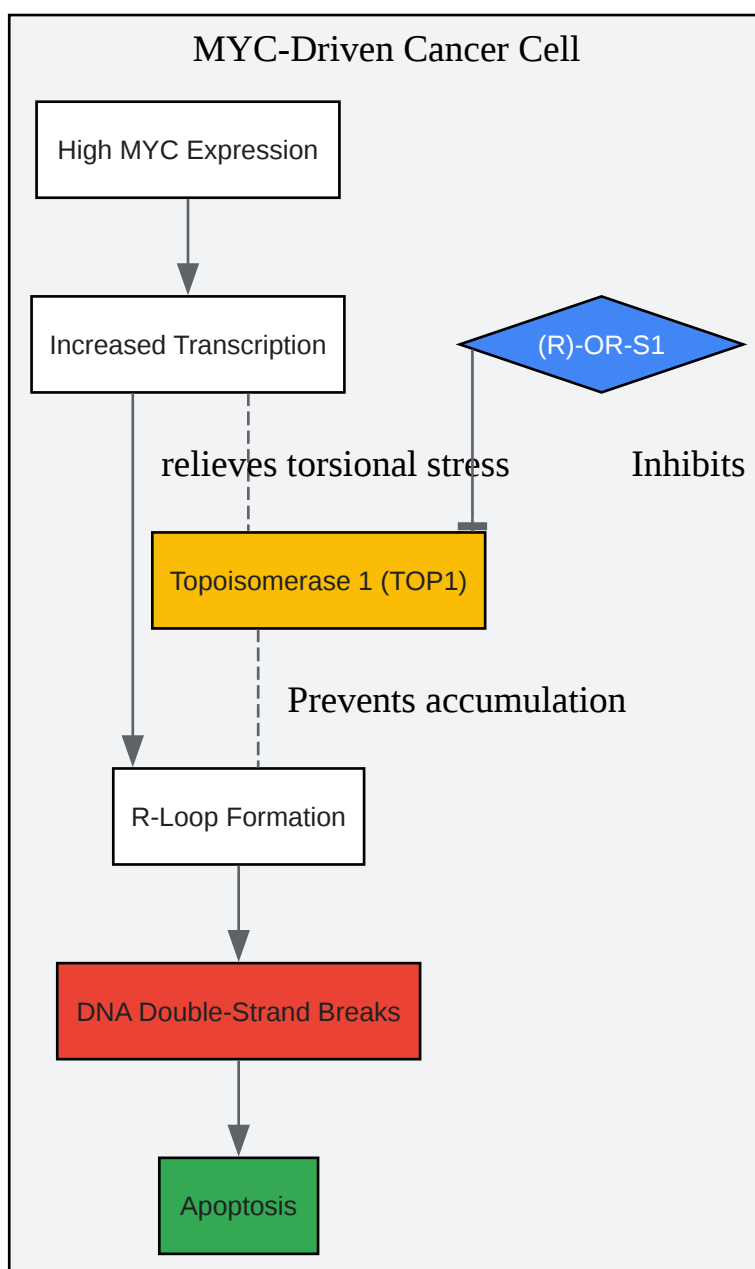 MYC-Driven Cancer Cell
High MYC Expression
Increased Transcription
(R)-OR-S1
relieves torsional stress
Inhibits
Topoisomerase 1 (TOP1)
Prevents accumulation
R-Loop Formation
DNA Double-Strand Breaks
Apoptosis